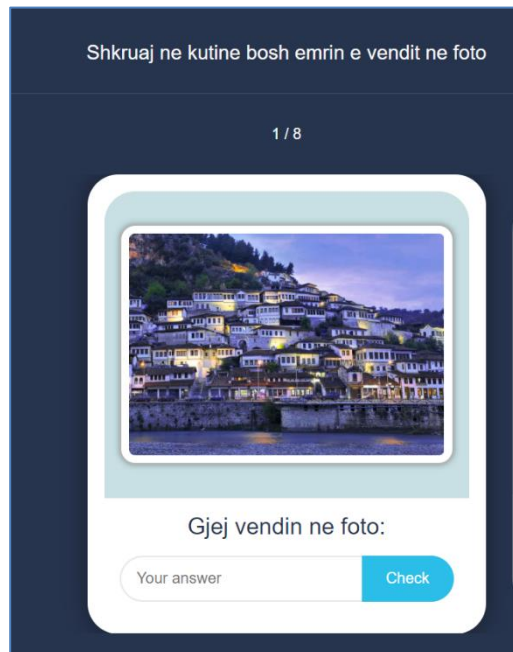 Shkruaj ne kutine bosh emrin e vendit ne foto
1 / 8
Gjej vendin ne foto:
Your answer
Check